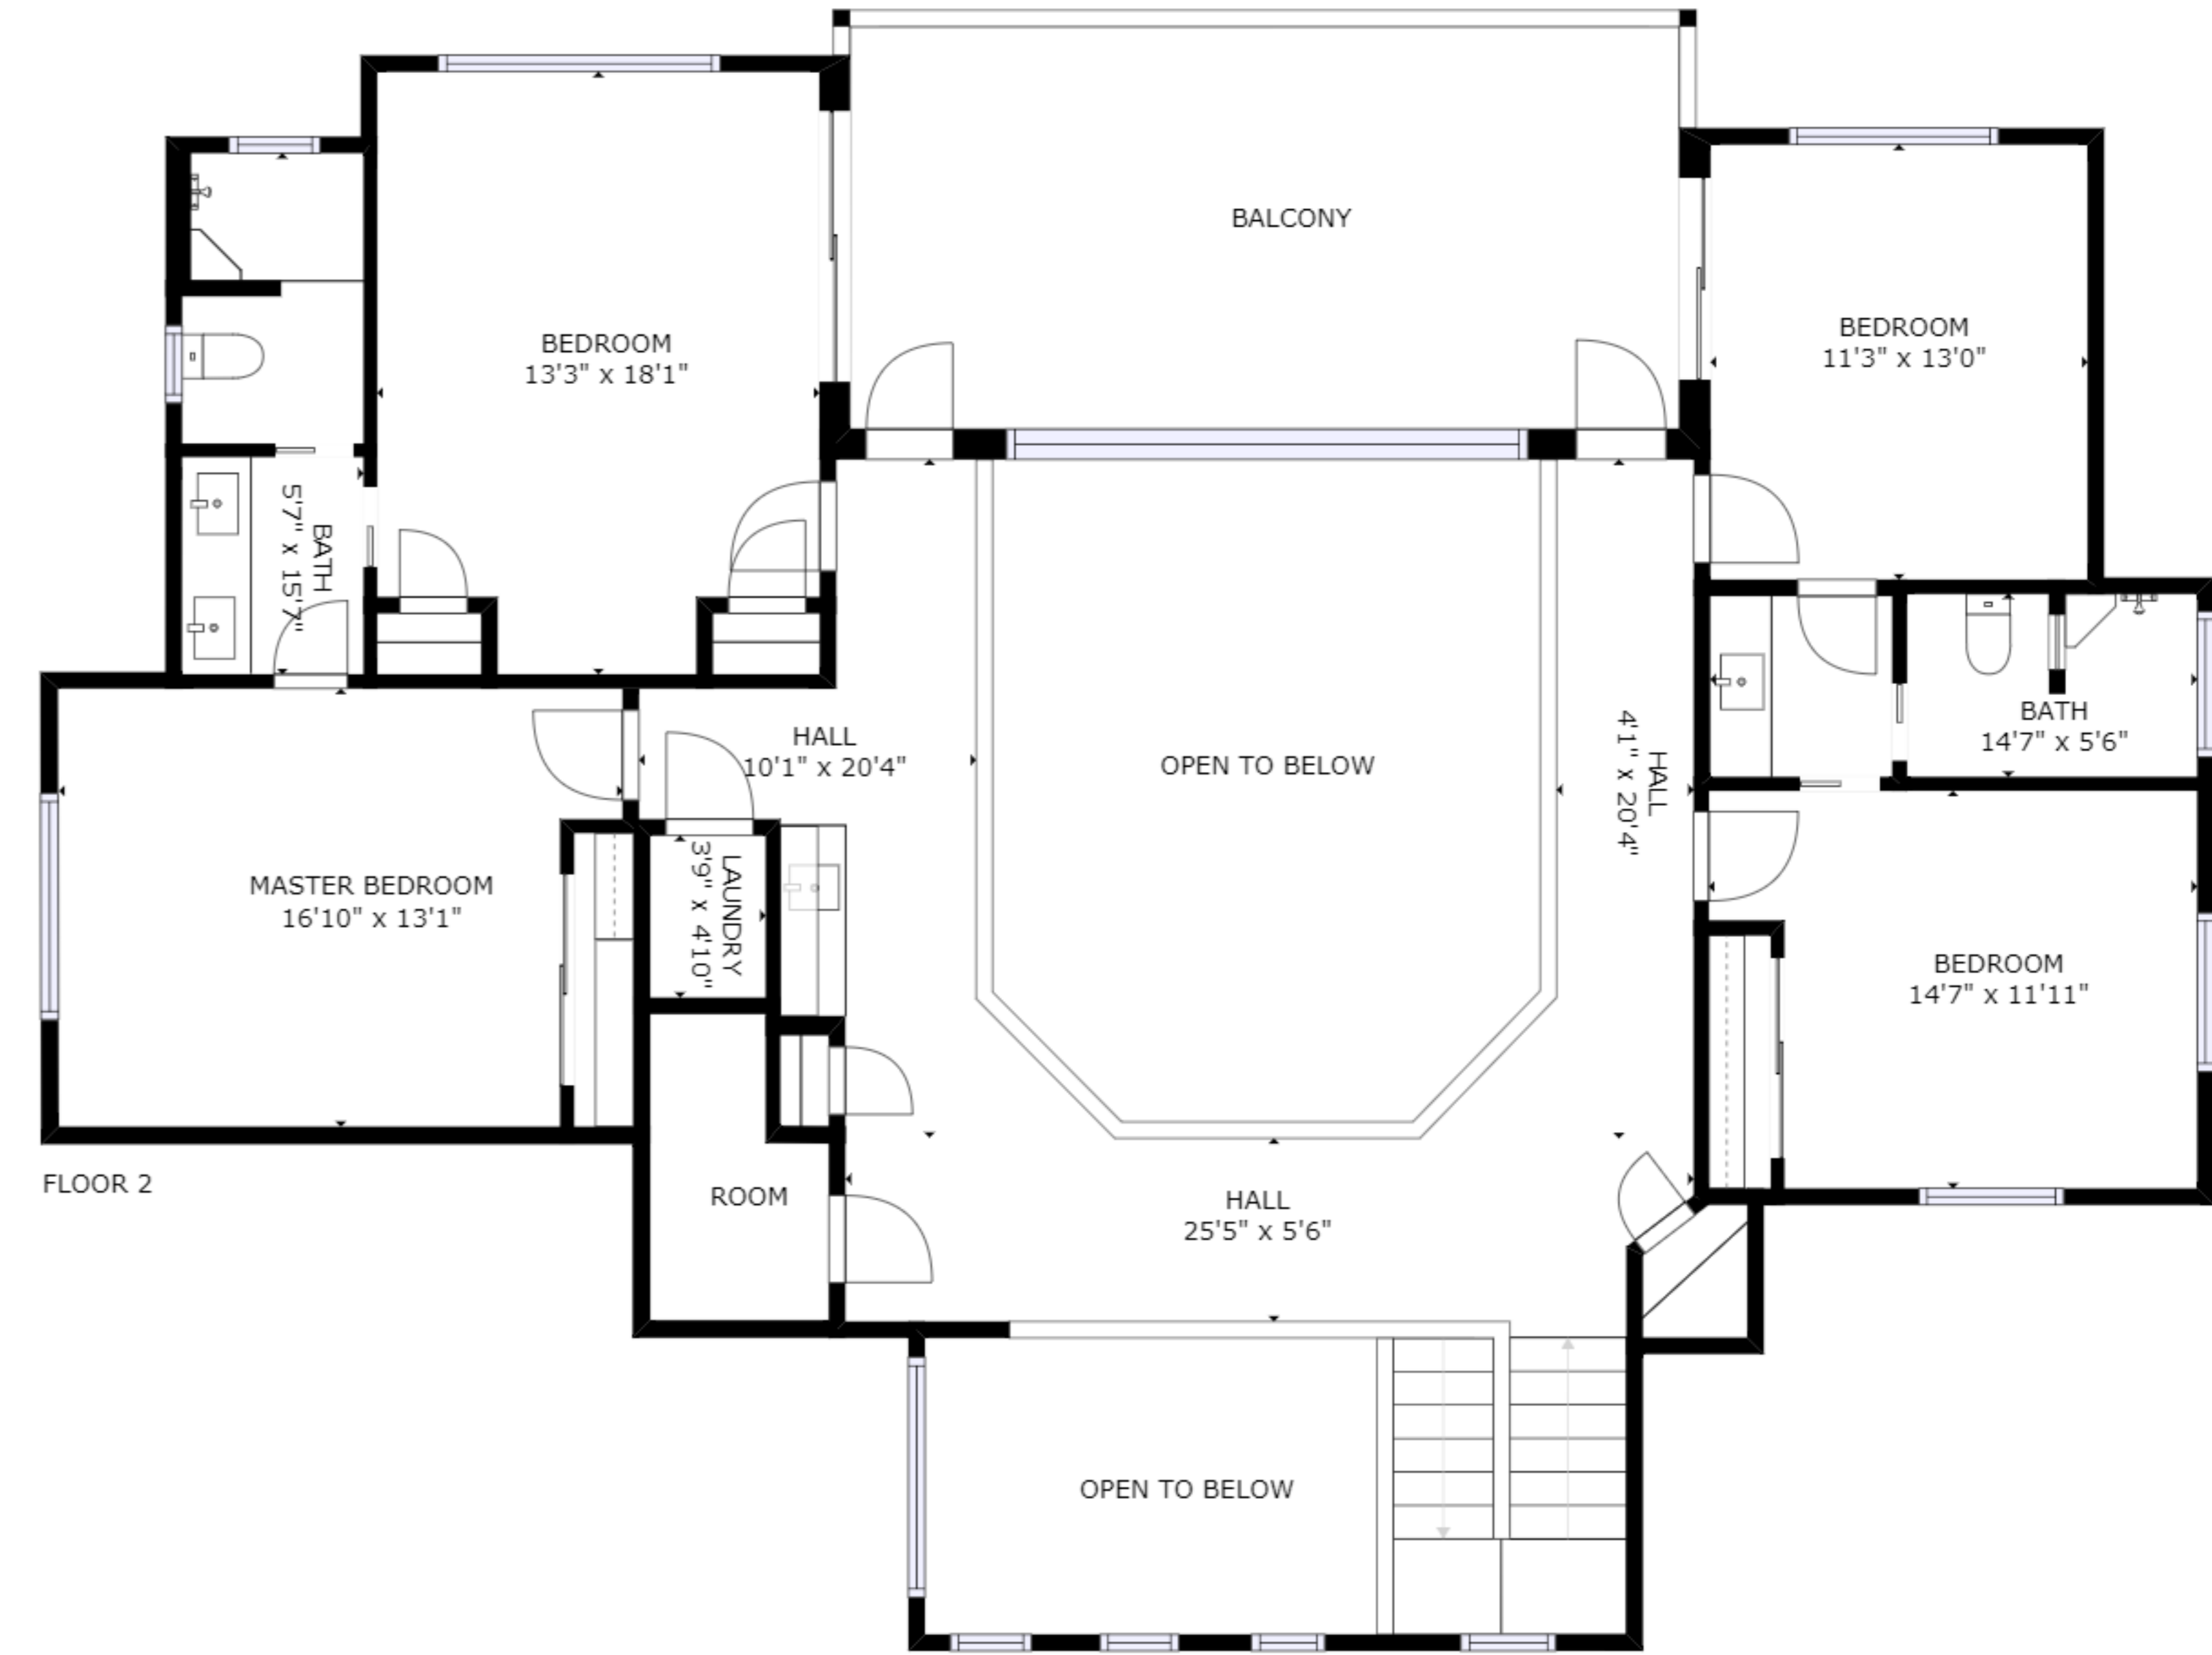 BALCONY
BEDROOM
13'3" x 18'1"
BEDROOM
11'3" x 13'0"
BATH
5'7" x 15'7"
HALL
10'1" x 20'4"
OPEN TO BELOW
HALL
4'1" x 20'4"
BATH
14'7" x 5'6"
MASTER BEDROOM
16'10" x 13'1"
LAUNDRY
3'9" x 4'10"
BEDROOM
14'7" x 11'11"
FLOOR 2
ROOM
HALL
25'5" x 5'6"
OPEN TO BELOW